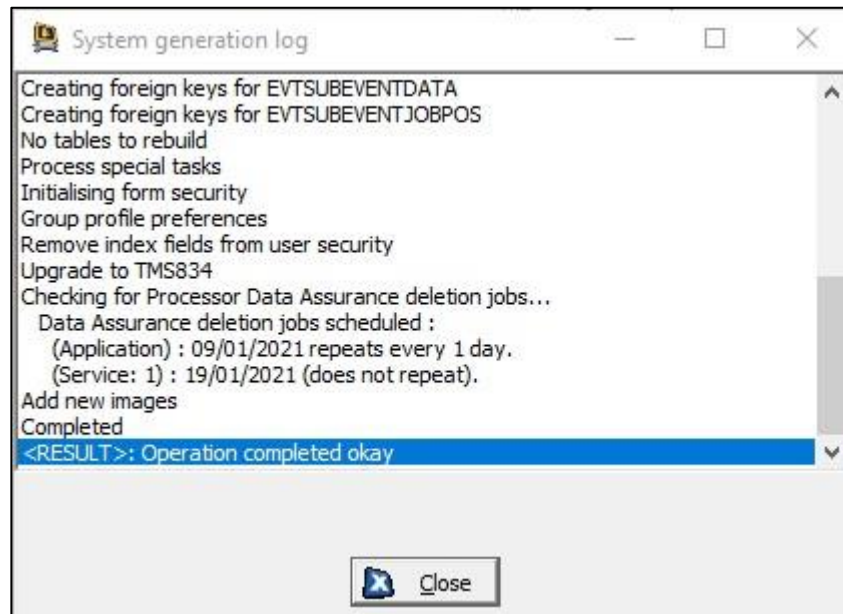 System generation log
Creating foreign keys for EVTSUBEVENTDATA
Creating foreign keys for EVTSUBEVENTJOBPOS
No tables to rebuild
Process special tasks
Initialising form security
Group profile preferences
Remove index fields from user security
Upgrade to TMS834
Checking for Processor Data Assurance deletion jobs...
Data Assurance deletion jobs scheduled :
(Application) : 09/01/2021 repeats every 1 day.
(Service: 1) : 19/01/2021 (does not repeat).
Add new images
Completed
<RESULT>: Operation completed okay
Close